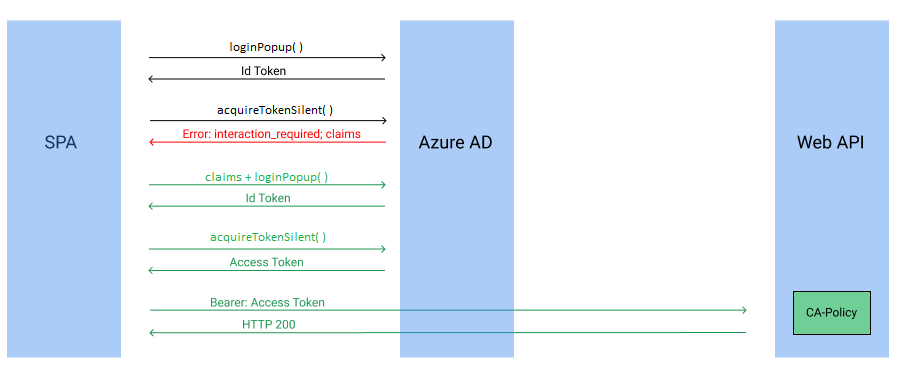 loginPopup( )
Id Token
acquireTokenSilent( )
Error: interaction_required; claims
SPA
Azure AD
Web API
claims + loginPopup( )
Id Token
acquireTokenSilent( )
Access Token
Bearer: Access Token
HTTP 200
CA-Policy